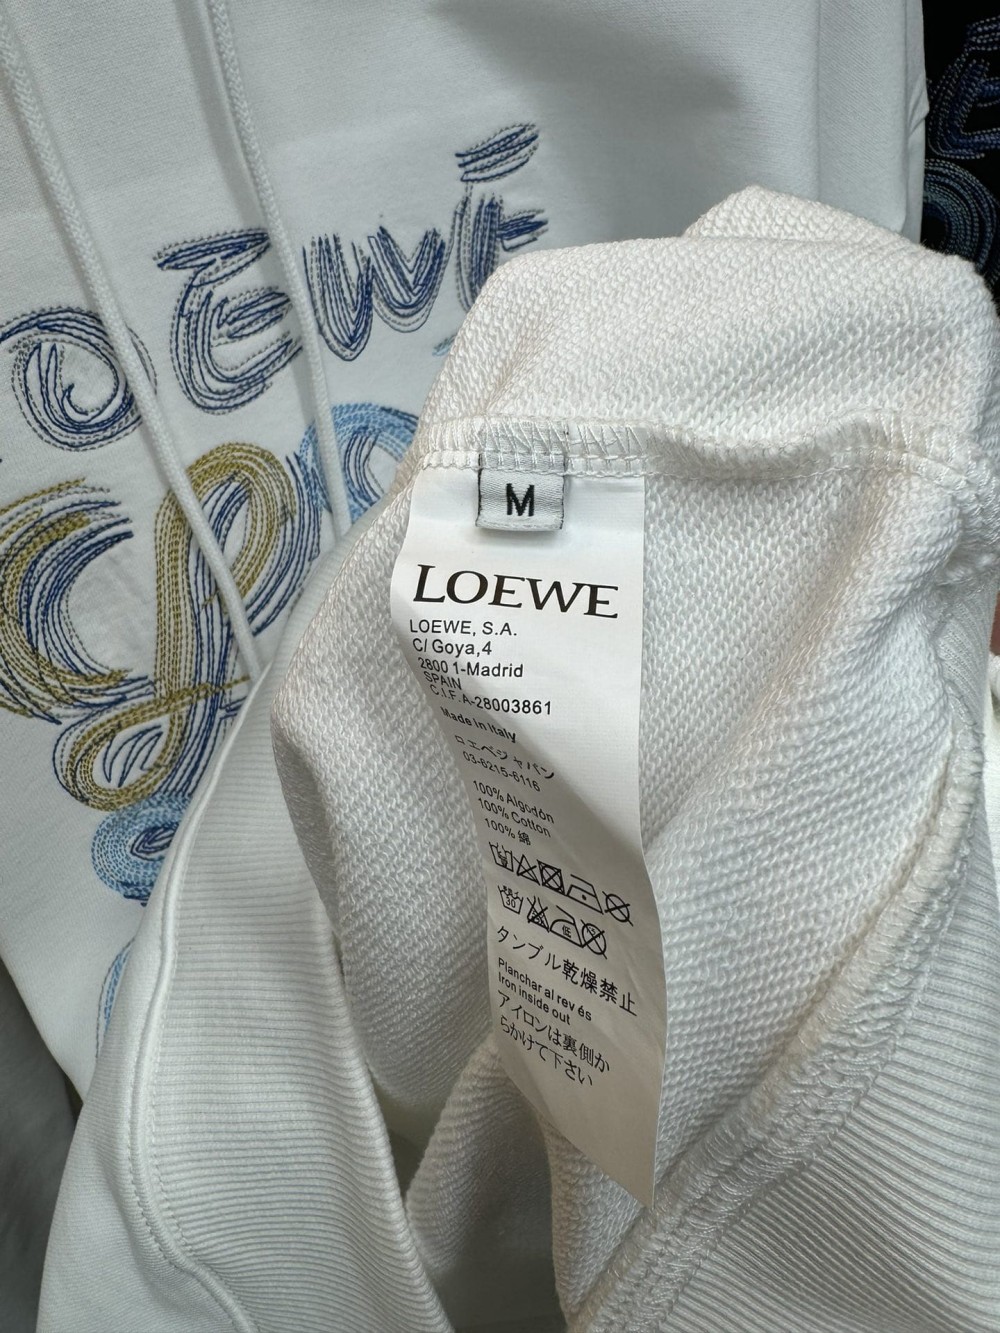 LOEWE
M
LOEWE
LOEWE, S.A.
C/ Goya,4
2800 1-Madrid
SPAIN
C.I.F.A-28003861
Made in Italy
ロエベジャパン
03-6215-6116
100% Algodón
100% Cotton
100% 綿
30
低
タンブル乾燥禁止
Planchar al rev és
Iron inside out
アイロンは裏側か
らかけて下さい